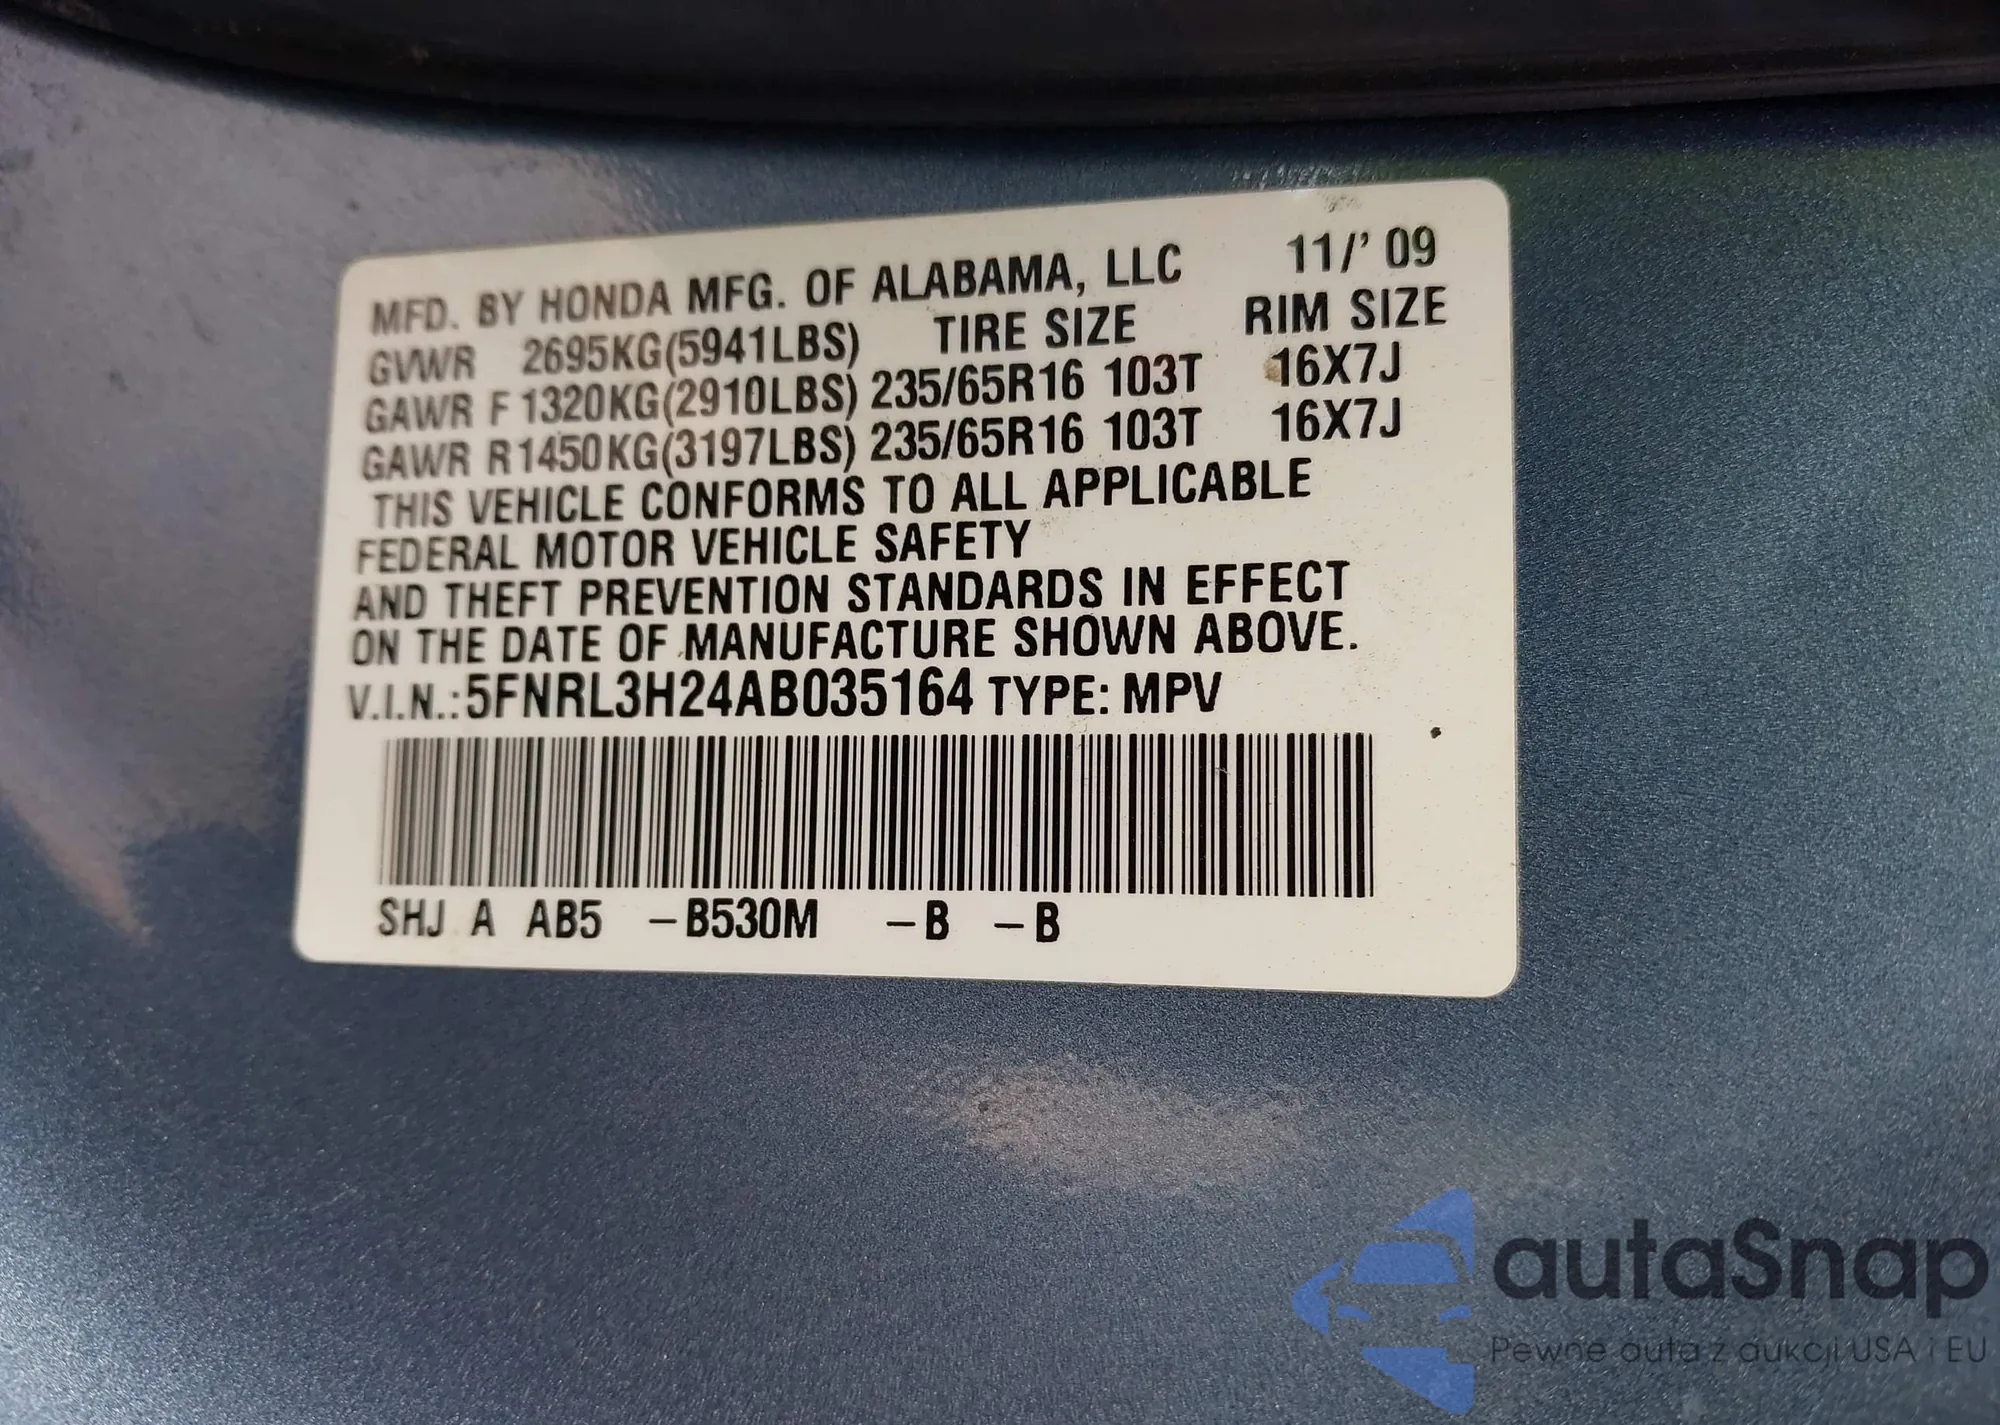 MFD. BY HONDA MFG. OF ALABAMA, LLC 11/' 09
GVWR 2695KG(5941LBS) TIRE SIZE RIM SIZE
GAWR F 1320KG(2910LBS) 235/65R16 103T 16X7J
GAWR R 1450KG(3197LBS) 235/65R16 103T 16X7J
THIS VEHICLE CONFORMS TO ALL APPLICABLE
FEDERAL MOTOR VEHICLE SAFETY
AND THEFT PREVENTION STANDARDS IN EFFECT
ON THE DATE OF MANUFACTURE SHOWN ABOVE.
V.I.N.: 5FNRL3H24AB035164 TYPE: MPV
SHJ A AB5 -B530M -B -B
autaSnap
Pewne auta z aukcji USA i EU